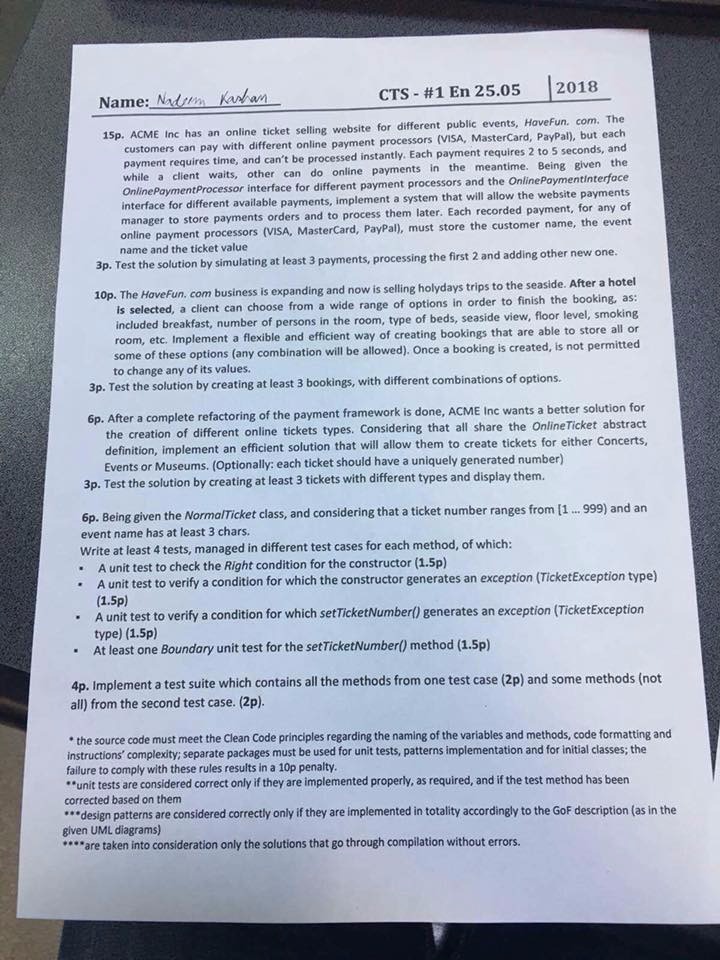 Name: Nadeem Kashan
CTS - #1 En 25.05
2018
15p. ACME Inc has an online ticket selling website for different public events, HaveFun. com. The
customers can pay with different online payment processors (VISA, MasterCard, PayPal), but each
payment requires time, and can't be processed instantly. Each payment requires 2 to 5 seconds, and
while a client waits, other can do online payments in the meantime. Being given the
OnlinePaymentProcessor interface for different payment processors and the OnlinePaymentInterface
interface for different available payments, implement a system that will allow the website payments
manager to store payments orders and to process them later. Each recorded payment, for any of
online payment processors (VISA, MasterCard, PayPal), must store the customer name, the event
name and the ticket value
3p. Test the solution by simulating at least 3 payments, processing the first 2 and adding other new one.
10p. The HaveFun. com business is expanding and now is selling holydays trips to the seaside. After a hotel
is selected, a client can choose from a wide range of options in order to finish the booking, as:
included breakfast, number of persons in the room, type of beds, seaside view, floor level, smoking
room, etc. Implement a flexible and efficient way of creating bookings that are able to store all or
some of these options (any combination will be allowed). Once a booking is created, is not permitted
to change any of its values.
3p. Test the solution by creating at least 3 bookings, with different combinations of options.
6p. After a complete refactoring of the payment framework is done, ACME Inc wants a better solution for
the creation of different online tickets types. Considering that all share the OnlineTicket abstract
definition, implement an efficient solution that will allow them to create tickets for either Concerts,
Events or Museums. (Optionally: each ticket should have a uniquely generated number)
3p. Test the solution by creating at least 3 tickets with different types and display them.
6p. Being given the NormalTicket class, and considering that a ticket number ranges from [1 ... 999) and an
event name has at least 3 chars.
Write at least 4 tests, managed in different test cases for each method, of which:
▪ A unit test to check the Right condition for the constructor (1.5p)
▪ A unit test to verify a condition for which the constructor generates an exception (TicketException type)
(1.5p)
▪ A unit test to verify a condition for which setTicketNumber() generates an exception (TicketException
type) (1.5p)
▪ At least one Boundary unit test for the setTicketNumber() method (1.5p)
4p. Implement a test suite which contains all the methods from one test case (2p) and some methods (not
all) from the second test case. (2p).
* the source code must meet the Clean Code principles regarding the naming of the variables and methods, code formatting and
instructions' complexity; separate packages must be used for unit tests, patterns implementation and for initial classes; the
failure to comply with these rules results in a 10p penalty.
**unit tests are considered correct only if they are implemented properly, as required, and if the test method has been
corrected based on them
***design patterns are considered correctly only if they are implemented in totality accordingly to the GoF description (as in the
given UML diagrams)
****are taken into consideration only the solutions that go through compilation without errors.